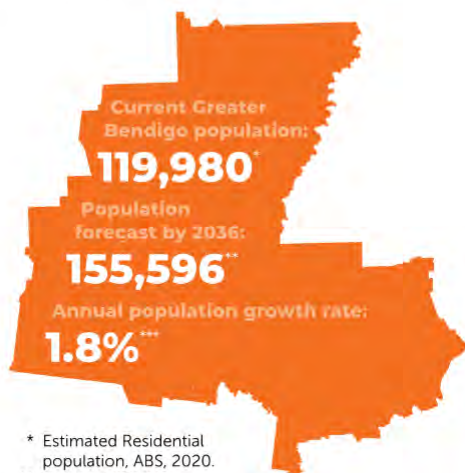 Current Greater
Bendigo population:
119,980*
Population
forecast by 2036:
155,596**
Annual population growth rate:
1.8%***
* Estimated Residential
population, ABS, 2020.